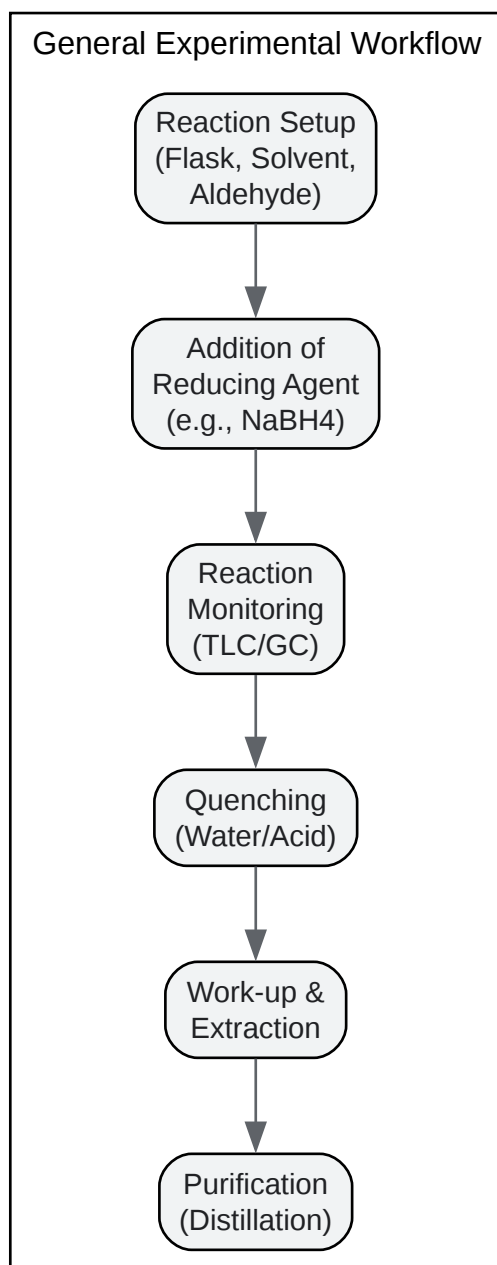 General Experimental Workflow
Reaction Setup
(Flask, Solvent,
Aldehyde)
Addition of
Reducing Agent
(e.g., NaBH4)
Reaction
Monitoring
(TLC/GC)
Quenching
(Water/Acid)
Work-up &
Extraction
Purification
(Distillation)